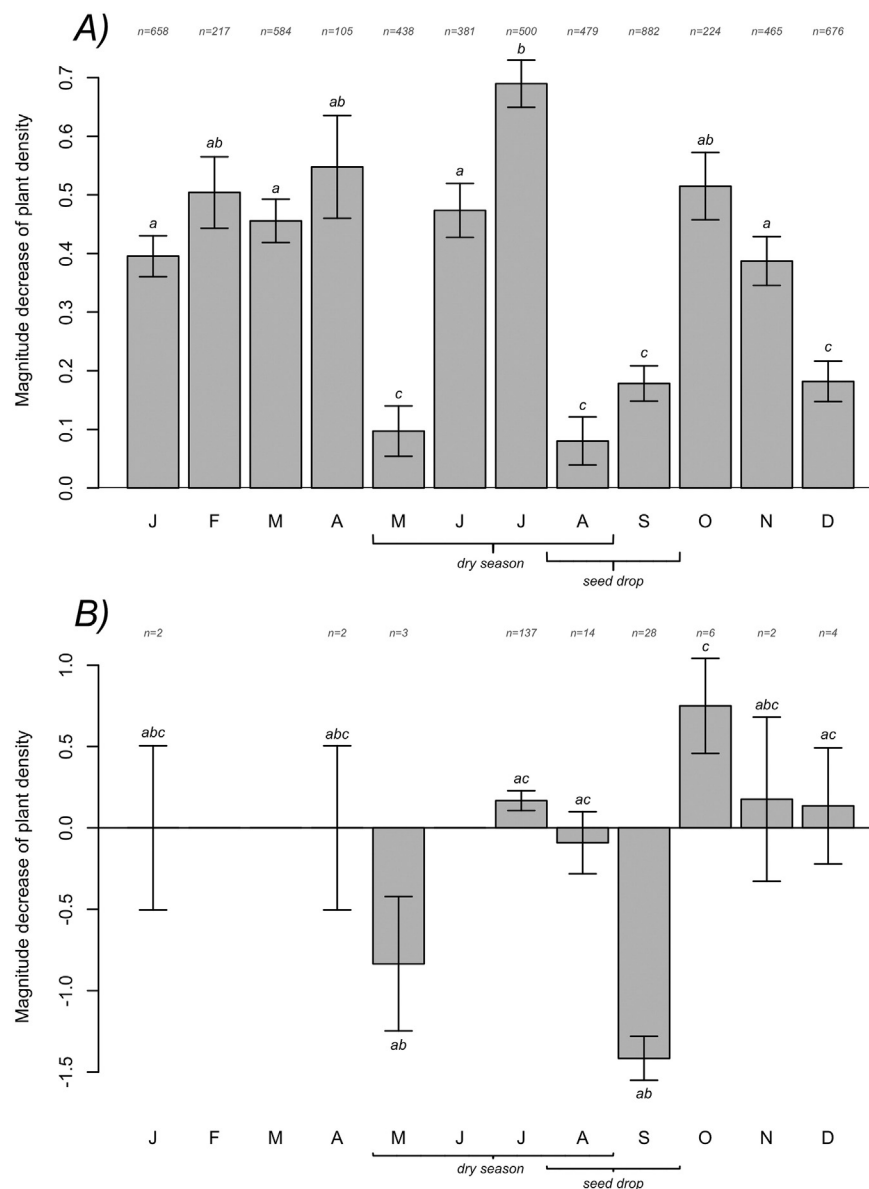 A)
n=658 n=217 n=584 n=105 n=438 n=381 n=500 n=479 n=882 n=224 n=465 n=676
Magnitude decrease of plant density
0.7
0.6
0.5
0.4
0.3
0.2
0.1
0.0
a ab a ab c a b c c ab a c
J F M A M J J A S O N D
dry season
seed drop
B)
n=2 n=2 n=3 n=137 n=14 n=28 n=6 n=2 n=4
Magnitude decrease of plant density
1.0
0.5
0.0
-0.5
-1.0
-1.5
abc abc ab ac ac ab c abc ac
J F M A M J J A S O N D
dry season
seed drop